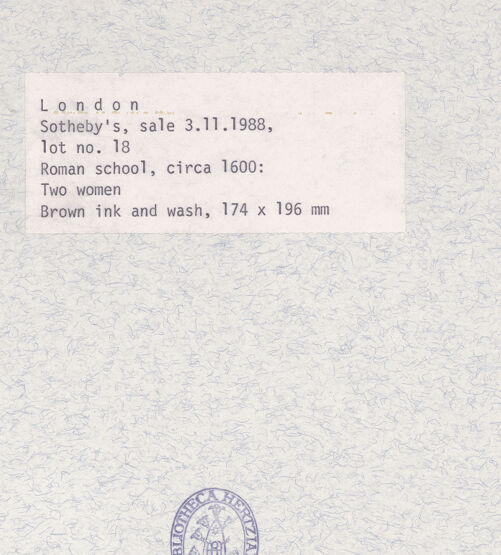 London
Sotheby's, sale 3.11.1988,
lot no. 18
Roman school, circa 1600:
Two women
Brown ink and wash, 174 x 196 mm
BIBLIOTHECA HERTZIA